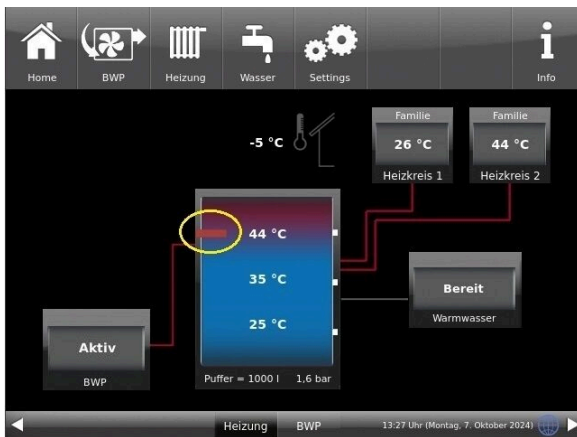 Home BWP Heizung Wasser Settings Info
-5 °C
Familie
26 °C
Heizkreis 1
Familie
44 °C
Heizkreis 2
44 °C
35 °C
25 °C
Puffer = 1000 l 1,6 bar
Bereit
Warmwasser
Aktiv
BWP
Heizung BWP 13:27 Uhr (Montag, 7. Oktober 2024)